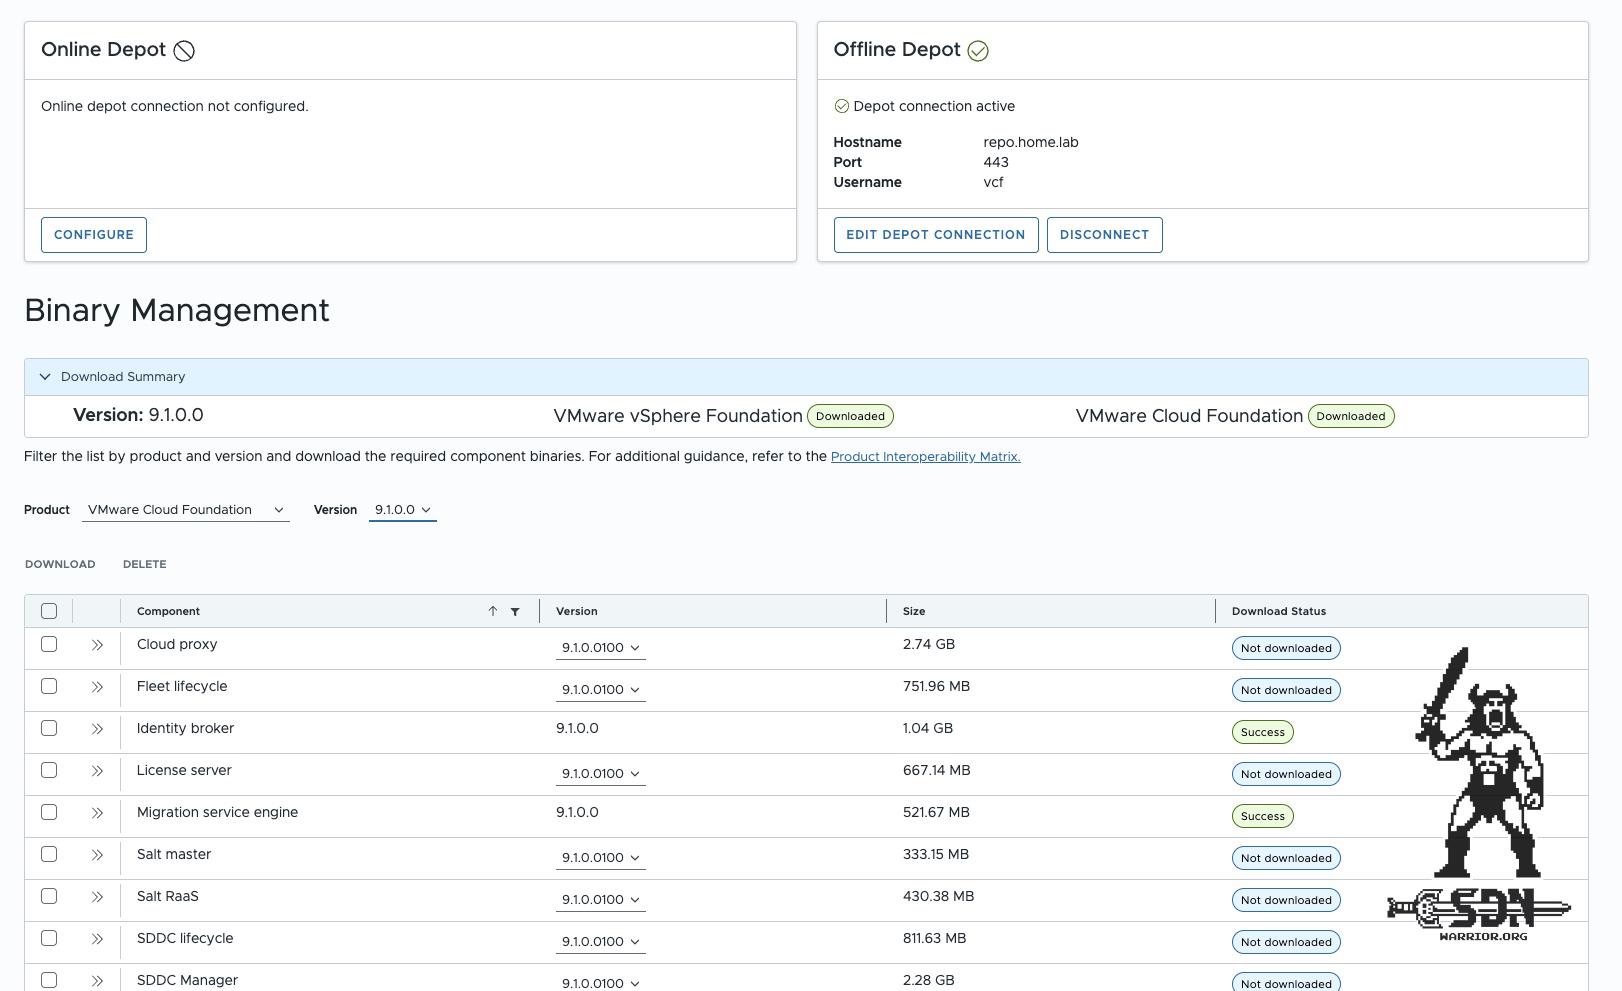 Online Depot
Online depot connection not configured.
CONFIGURE
Offline Depot
Depot connection active
Hostname repo.home.lab
Port 443
Username vcf
EDIT DEPOT CONNECTION DISCONNECT
Binary Management
Download Summary
Version: 9.1.0.0 VMware vSphere Foundation Downloaded VMware Cloud Foundation Downloaded
Filter the list by product and version and download the required component binaries. For additional guidance, refer to the Product Interoperability Matrix.
Product VMware Cloud Foundation Version 9.1.0.0
DOWNLOAD DELETE
Component Version Size Download Status
Cloud proxy 9.1.0.0100 2.74 GB Not downloaded
Fleet lifecycle 9.1.0.0100 751.96 MB Not downloaded
Identity broker 9.1.0.0 1.04 GB Success
License server 9.1.0.0100 667.14 MB Not downloaded
Migration service engine 9.1.0.0 521.67 MB Success
Salt master 9.1.0.0100 333.15 MB Not downloaded
Salt RaaS 9.1.0.0100 430.38 MB Not downloaded
SDDC lifecycle 9.1.0.0100 811.63 MB Not downloaded
SDDC Manager 9.1.0.0100 2.28 GB Not downloaded
SDN
WARRIOR.ORG